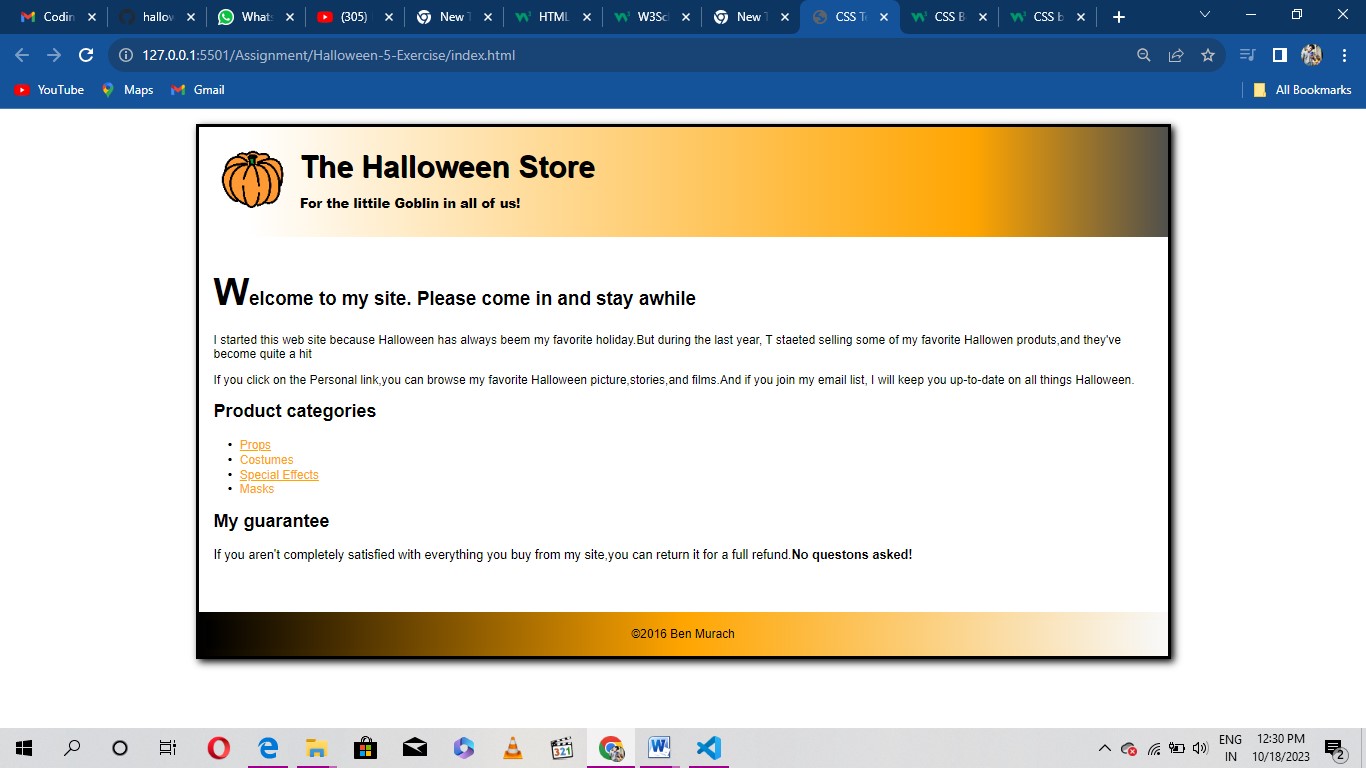 Codin
hallow
Whats
(305)
New T
HTML
W3Sc
New T
CSS Te
CSS B
CSS b
127.0.0.1:5501/Assignment/Halloween-5-Exercise/index.html
YouTube
Maps
Gmail
All Bookmarks
The Halloween Store
For the littile Goblin in all of us!
Welcome to my site. Please come in and stay awhile
I started this web site because Halloween has always beem my favorite holiday.But during the last year, T staeted selling some of my favorite Hallowen produts,and they've
become quite a hit
If you click on the Personal link,you can browse my favorite Halloween picture,stories,and films.And if you join my email list, I will keep you up-to-date on all things Halloween.
Product categories
• Props
• Costumes
• Special Effects
• Masks
My guarantee
If you aren't completely satisfied with everything you buy from my site,you can return it for a full refund.No questons asked!
©2016 Ben Murach
321
ENG
IN
12:30 PM
10/18/2023
2